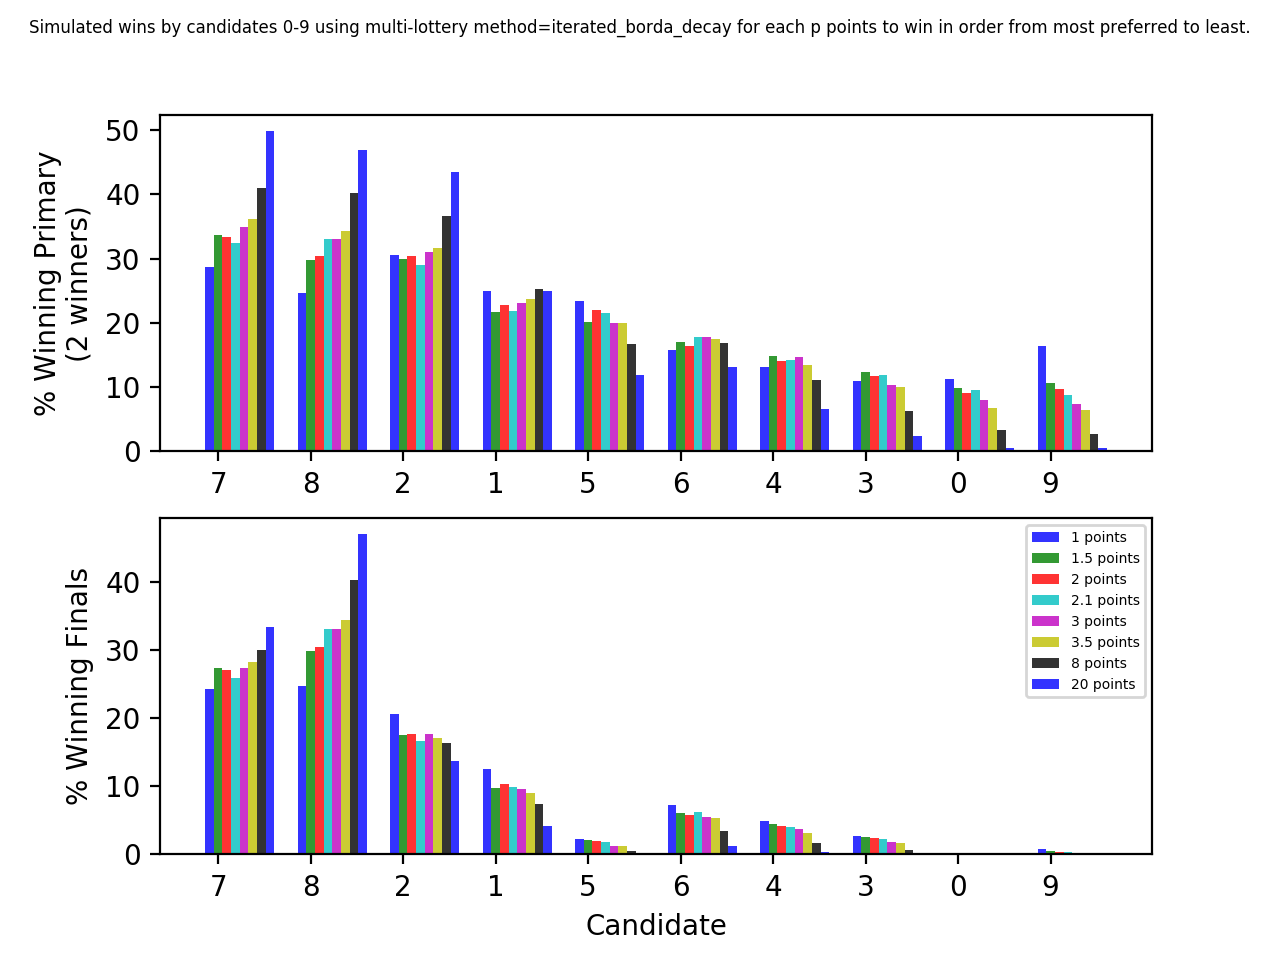 Simulated wins by candidates 0-9 using multi-lottery method=iterated_borda_decay for each p points to win in order from most preferred to least.
% Winning Primary
(2 winners)
50
40
30
20
10
0
7 8 2 1 5 6 4 3 0 9
% Winning Finals
40
30
20
10
0
1 points
1.5 points
2 points
2.1 points
3 points
3.5 points
8 points
20 points
7 8 2 1 5 6 4 3 0 9
Candidate